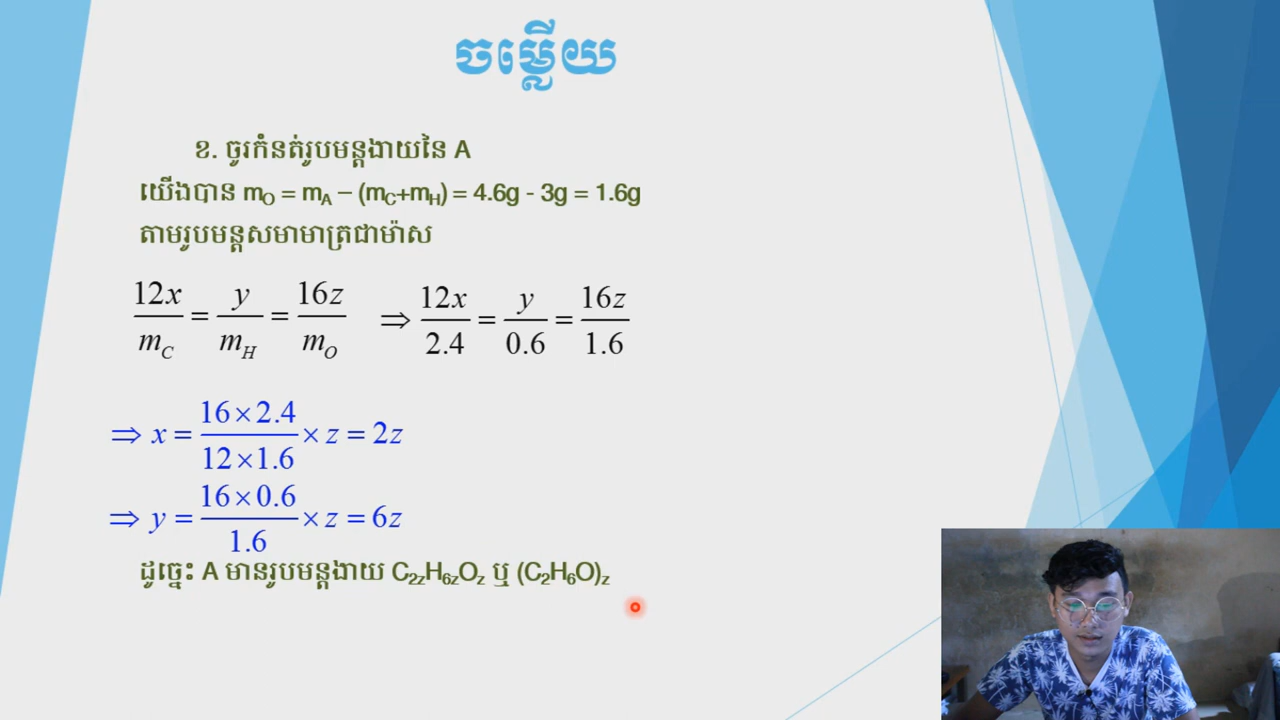 ចម្លើយ
ខ. ចូរកំនត់រូបមន្តងាយនៃ A
យើងបាន mO = mA – (mC+mH) = 4.6g - 3g = 1.6g
តាមរូបមន្តសមាមាត្រជាម៉ាស
12x/mC = y/mH = 16z/mO ⇒ 12x/2.4 = y/0.6 = 16z/1.6
⇒ x = 16×2.4/12×1.6 × z = 2z
⇒ y = 16×0.6/1.6 × z = 6z
ដូច្នេះ A មានរូបមន្តងាយ C2zH6zOz ឬ (C2H6O)z